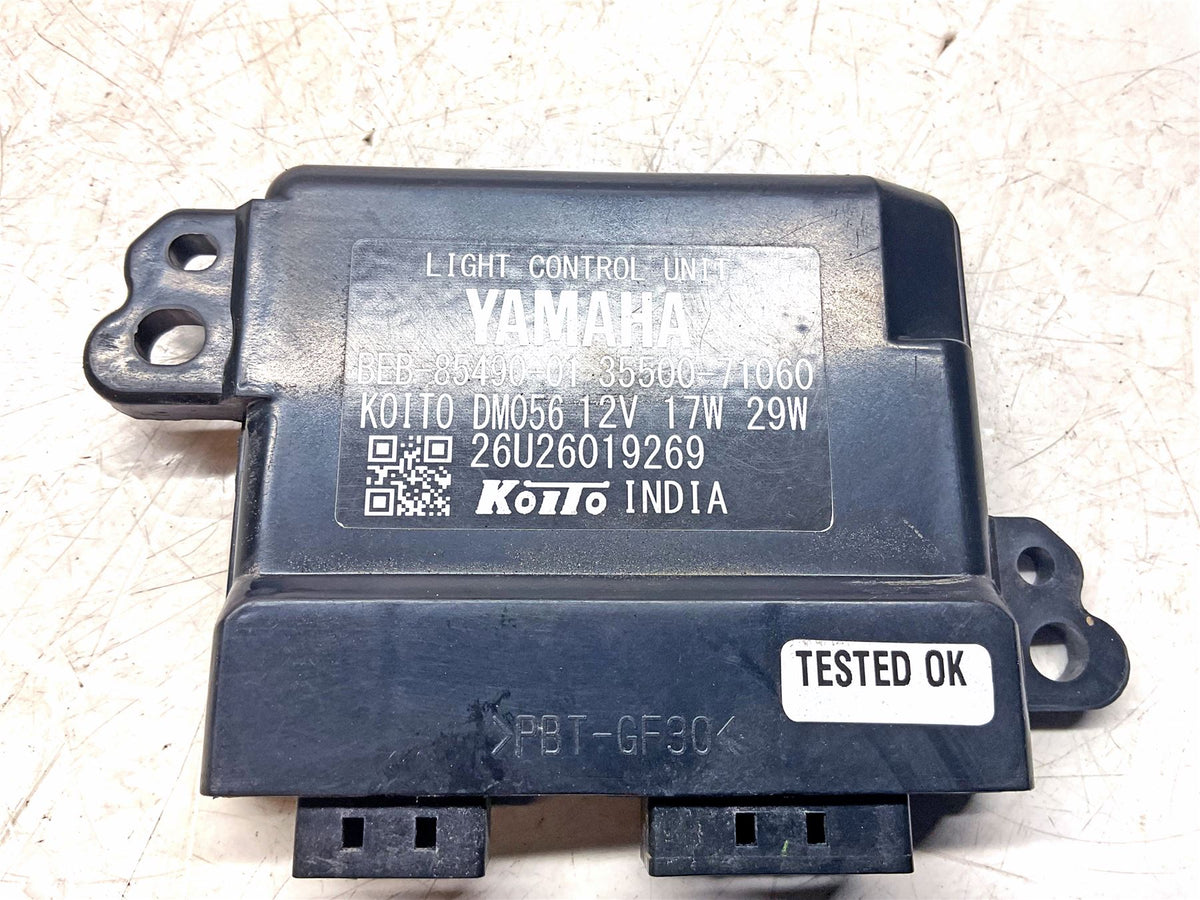 LIGHT CONTROL UNIT
YAMAHA
BEB-85490-01 35500-71060
KOITO DM056 12V 17W 29W
26U26019269
KOITO INDIA
TESTED OK
>PBT-GF30<